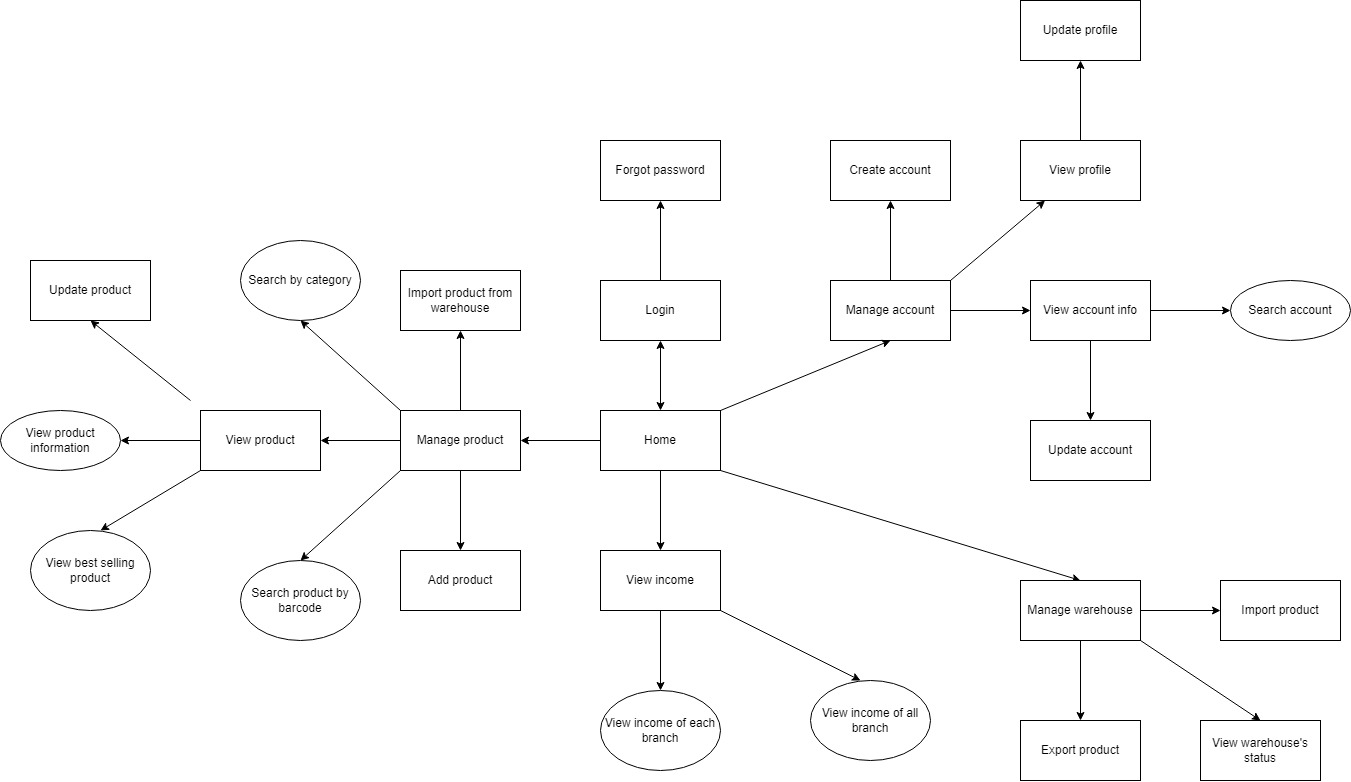 Update profile
Forgot password
Create account
View profile
Search by category
Update product
Import product from
warehouse
Login
Manage account
View account info
Search account
View product
information
View product
Manage product
Home
Update account
View best selling
product
Search product by
barcode
Add product
View income
Manage warehouse
Import product
View income of each
branch
View income of all
branch
Export product
View warehouse's
status